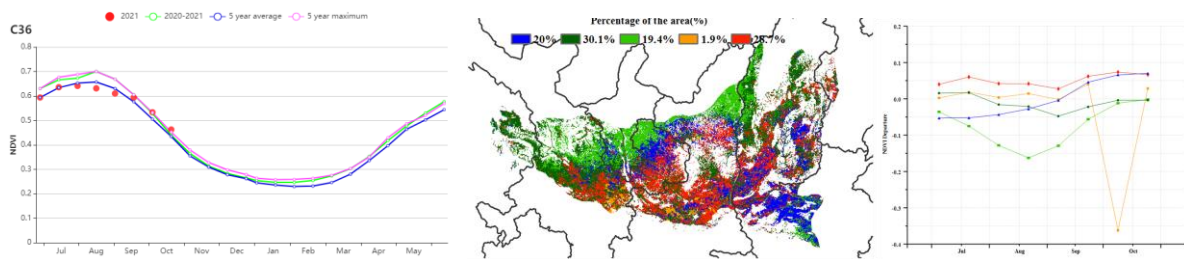 2021 2020-2021 5 year average 5 year maximum
C36
0.8
0.7
0.6
0.5
0.4
0.3
0.2
0.1
0
NDVI
Jul Aug Sep Oct Nov Dec Jan Feb Mar Apr May
Percentage of the area(%)
20% 30.1% 19.4% 1.9% 28.7%
0.2
0.1
0.0
-0.1
-0.2
-0.3
-0.4
NDVI Departure
Jul Aug Sep Oct